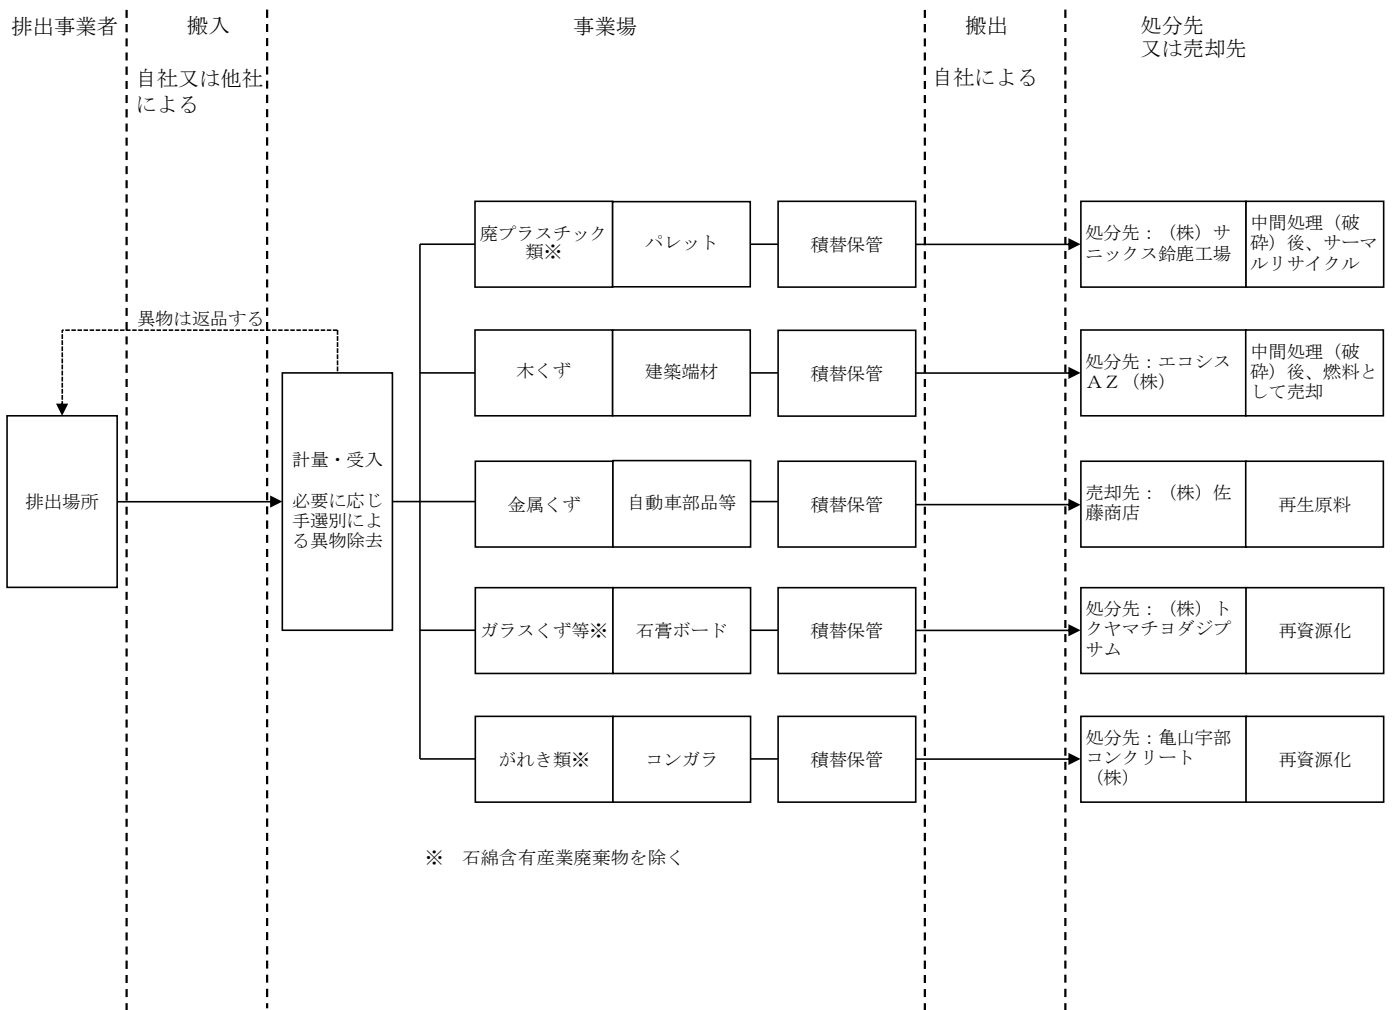 排出事業者
搬入
事業場
搬出
処分先
又は売却先
自社又は他社
による
自社による
廃プラスチック
類※
パレット
積替保管
処分先：（株）サ
ニックス鈴鹿工場
中間処理（破
砕）後、サーマ
ルリサイクル
異物は返品する
木くず
建築端材
積替保管
処分先：エコシス
ＡＺ（株）
中間処理（破
砕）後、燃料と
して売却
排出場所
計量・受入
必要に応じ
手選別によ
る異物除去
金属くず
自動車部品等
積替保管
売却先：（株）佐
藤商店
再生原料
ガラスくず等※
石膏ボード
積替保管
処分先：（株）ト
クヤマチヨダジプ
サム
再資源化
がれき類※
コンガラ
積替保管
処分先：亀山宇部
コンクリート
（株）
再資源化
※　石綿含有産業廃棄物を除く